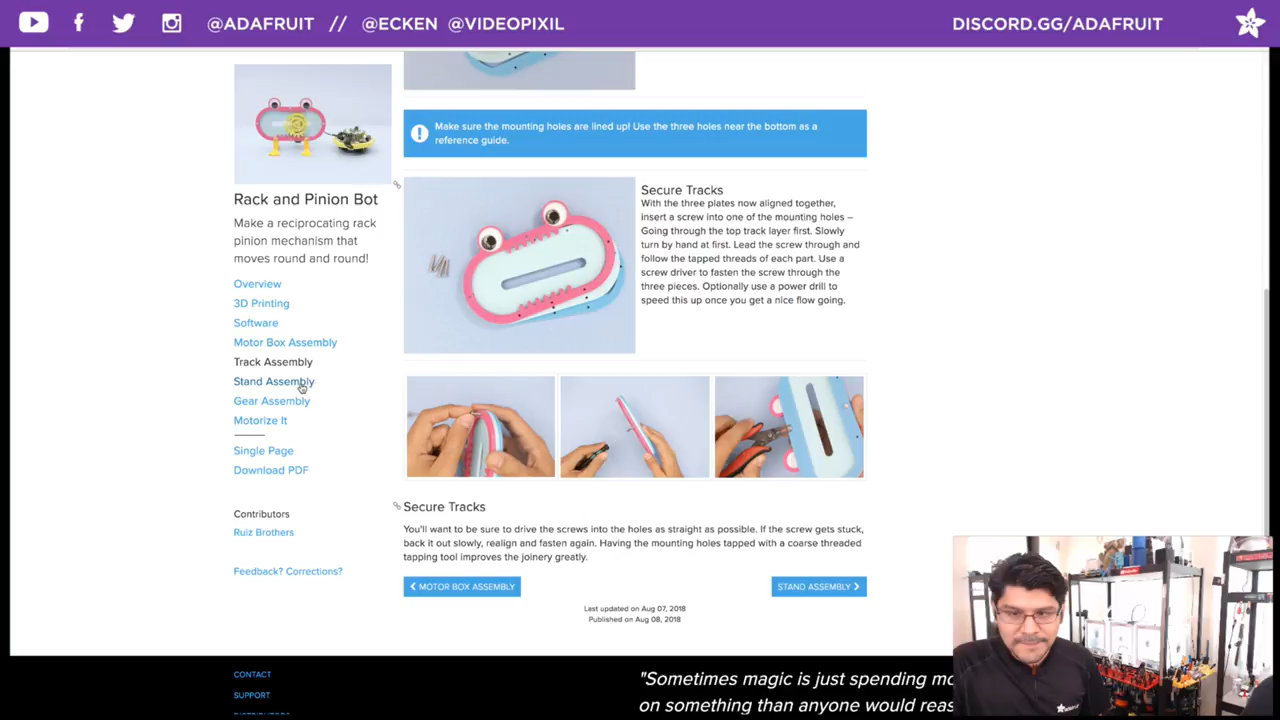 @ADAFRUIT // @ECKEN @VIDEOPIXIL
DISCORD.GG/ADAFRUIT
Make sure the mounting holes are lined up! Use the three holes near the bottom as a
reference guide.
Rack and Pinion Bot
Make a reciprocating rack
pinion mechanism that
moves round and round!
Overview
3D Printing
Software
Motor Box Assembly
Track Assembly
Stand Assembly
Gear Assembly
Motorize It
Single Page
Download PDF
Contributors
Ruiz Brothers
Feedback? Corrections?
Secure Tracks
With the three plates now aligned together,
insert a screw into one of the mounting holes –
Going through the top track layer first. Slowly
turn by hand at first. Lead the screw through and
follow the tapped threads of each part. Use a
screw driver to fasten the screw through the
three pieces. Optionally use a power drill to
speed this up once you get a nice flow going.
Secure Tracks
You'll want to be sure to drive the screws into the holes as straight as possible. If the screw gets stuck,
back it out slowly, realign and fasten again. Having the mounting holes tapped with a coarse threaded
tapping tool improves the joinery greatly.
MOTOR BOX ASSEMBLY
STAND ASSEMBLY
Last updated on Aug 07, 2018
Published on Aug 08, 2018
CONTACT
SUPPORT
"Sometimes magic is just spending
on something than anyone would
adafruit